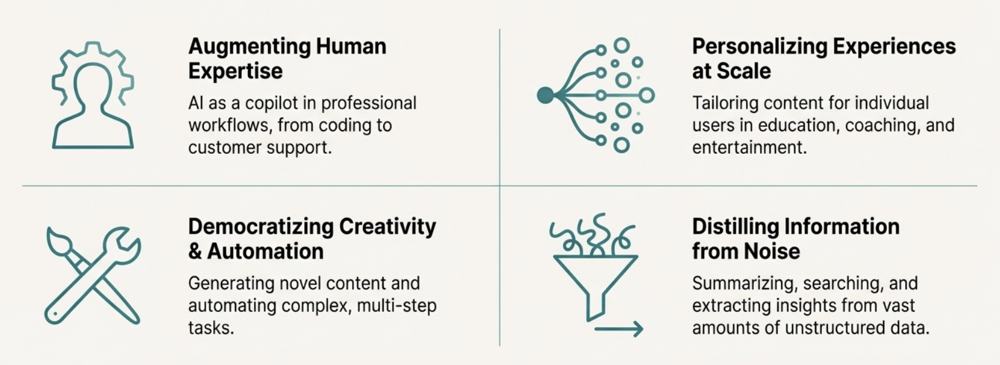 Augmenting Human
Expertise
AI as a copilot in professional
workflows, from coding to
customer support.
Personalizing Experiences
at Scale
Tailoring content for individual
users in education, coaching, and
entertainment.
Democratizing Creativity
& Automation
Generating novel content and
automating complex, multi-step
tasks.
Distilling Information
from Noise
Summarizing, searching, and
extracting insights from vast
amounts of unstructured data.